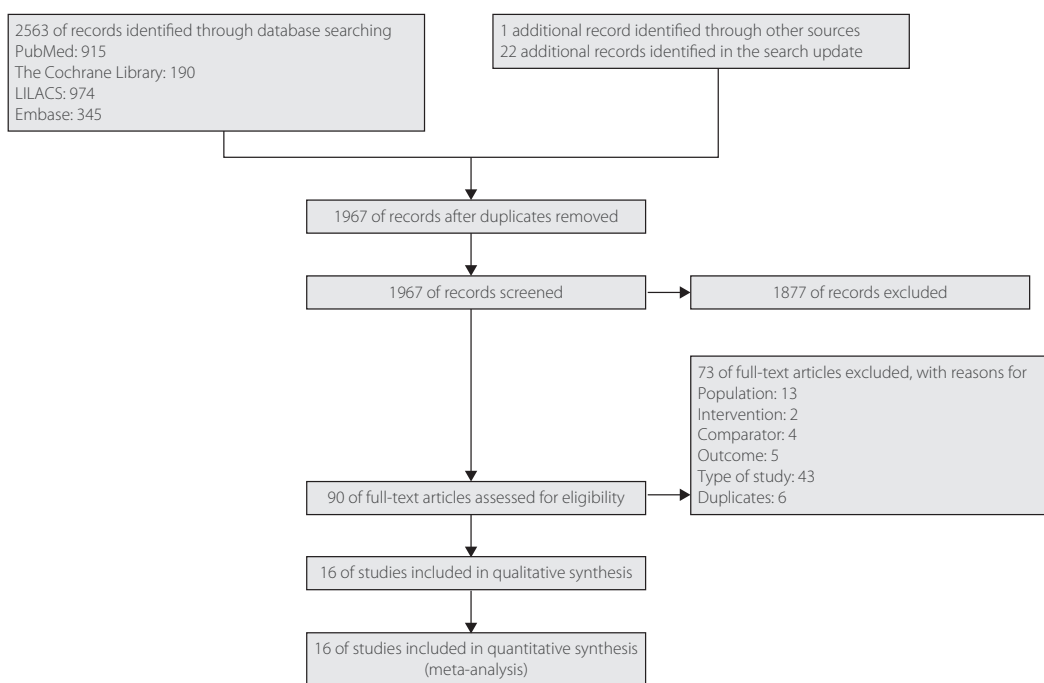 2563 of records identified through database searching
PubMed: 915
The Cochrane Library: 190
LILACS: 974
Embase: 345
1 additional record identified through other sources
22 additional records identified in the search update
1967 of records after duplicates removed
1967 of records screened
1877 of records excluded
73 of full-text articles excluded, with reasons for
Population: 13
Intervention: 2
Comparator: 4
Outcome: 5
Type of study: 43
Duplicates: 6
90 of full-text articles assessed for eligibility
16 of studies included in qualitative synthesis
16 of studies included in quantitative synthesis
(meta-analysis)